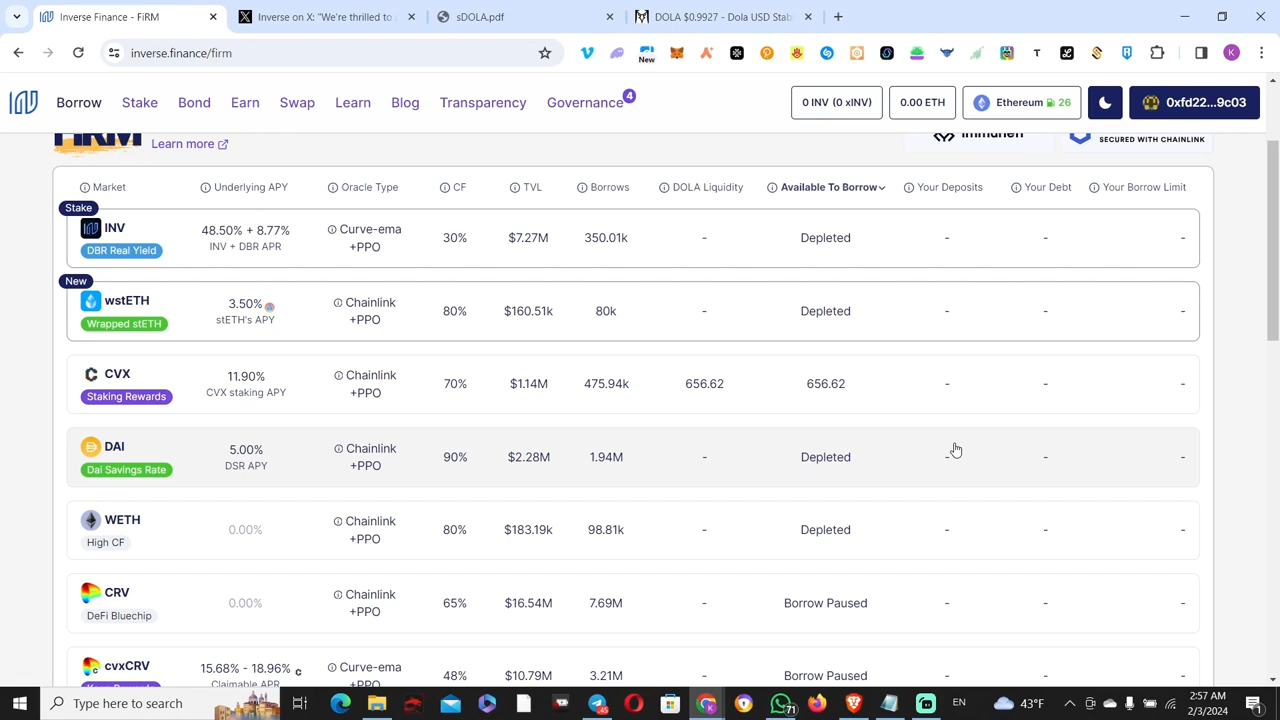 Inverse Finance - FiRM
Inverse on X: "We're thrilled to
sDOLA.pdf
DOLA $0.9927 - Dola USD Stab
inverse.finance/firm
New
Borrow
Stake
Bond
Earn
Swap
Learn
Blog
Transparency
Governance
4
0 INV (0 xINV)
0.00 ETH
Ethereum 26
0xfd22...9c03
FiRM
Learn more
Immunefi
SECURED WITH CHAINLINK
Market
Underlying APY
Oracle Type
CF
TVL
Borrows
DOLA Liquidity
Available To Borrow
Your Deposits
Your Debt
Your Borrow Limit
Stake
INV
DBR Real Yield
48.50% + 8.77%
INV + DBR APR
Curve-ema
+PPO
30%
$7.27M
350.01k
-
Depleted
-
-
-
New
wstETH
Wrapped stETH
3.50%
stETH's APY
Chainlink
+PPO
80%
$160.51k
80k
-
Depleted
-
-
-
CVX
Staking Rewards
11.90%
CVX staking APY
Chainlink
+PPO
70%
$1.14M
475.94k
656.62
656.62
-
-
-
DAI
Dai Savings Rate
5.00%
DSR APY
Chainlink
+PPO
90%
$2.28M
1.94M
-
Depleted
-
-
-
WETH
High CF
0.00%
Chainlink
+PPO
80%
$183.19k
98.81k
-
Depleted
-
-
-
CRV
DeFi Bluechip
0.00%
Chainlink
+PPO
65%
$16.54M
7.69M
-
Borrow Paused
-
-
-
cvxCRV
15.68% - 18.96%
Claimable APR
Curve-ema
+PPO
48%
$10.79M
3.21M
-
Borrow Paused
-
-
-
Type here to search
45
71
EN
43°F
2:57 AM
2/3/2024
1